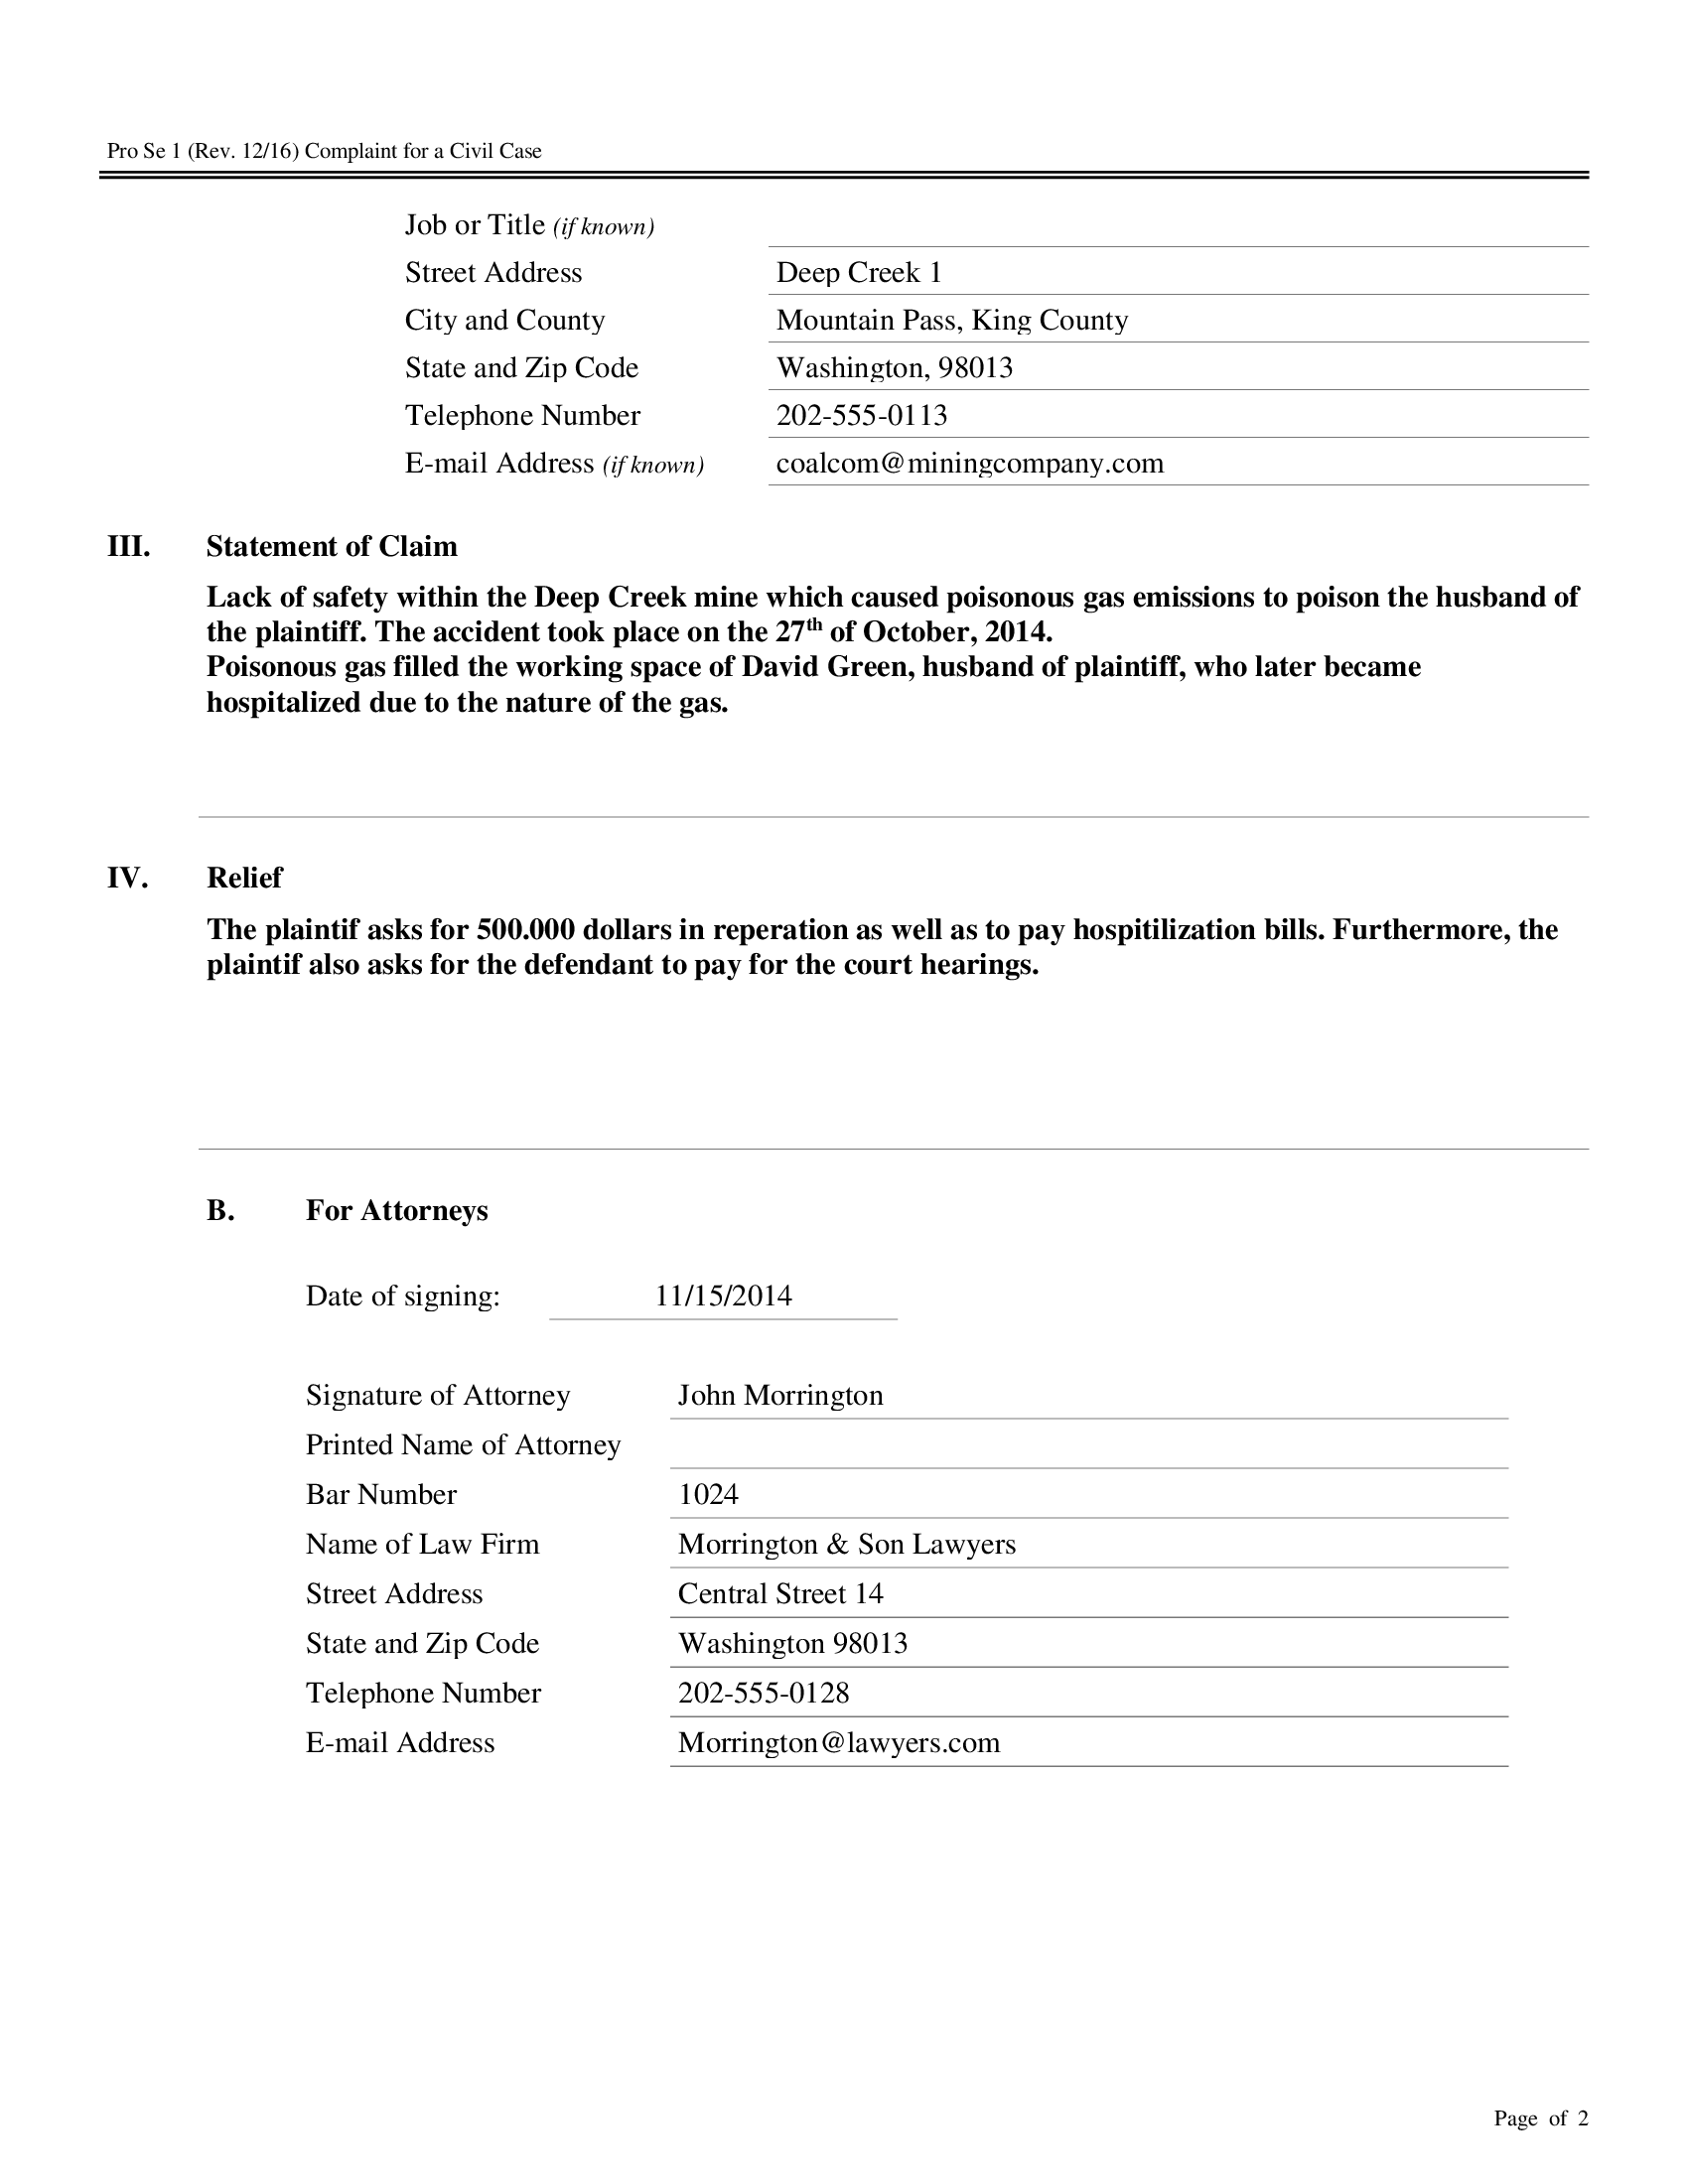 Pro Se 1 (Rev. 12/16) Complaint for a Civil Case
Job or Title (if known)
Street Address Deep Creek 1
City and County Mountain Pass, King County
State and Zip Code Washington, 98013
Telephone Number 202-555-0113
E-mail Address (if known) coalcom@miningcompany.com
III. Statement of Claim
Lack of safety within the Deep Creek mine which caused poisonous gas emissions to poison the husband of
the plaintiff. The accident took place on the 27th of October, 2014.
Poisonous gas filled the working space of David Green, husband of plaintiff, who later became
hospitalized due to the nature of the gas.
IV. Relief
The plaintif asks for 500.000 dollars in reperation as well as to pay hospitilization bills. Furthermore, the
plaintif also asks for the defendant to pay for the court hearings.
B. For Attorneys
Date of signing: 11/15/2014
Signature of Attorney John Morrington
Printed Name of Attorney
Bar Number 1024
Name of Law Firm Morrington & Son Lawyers
Street Address Central Street 14
State and Zip Code Washington 98013
Telephone Number 202-555-0128
E-mail Address Morrington@lawyers.com
Page of 2